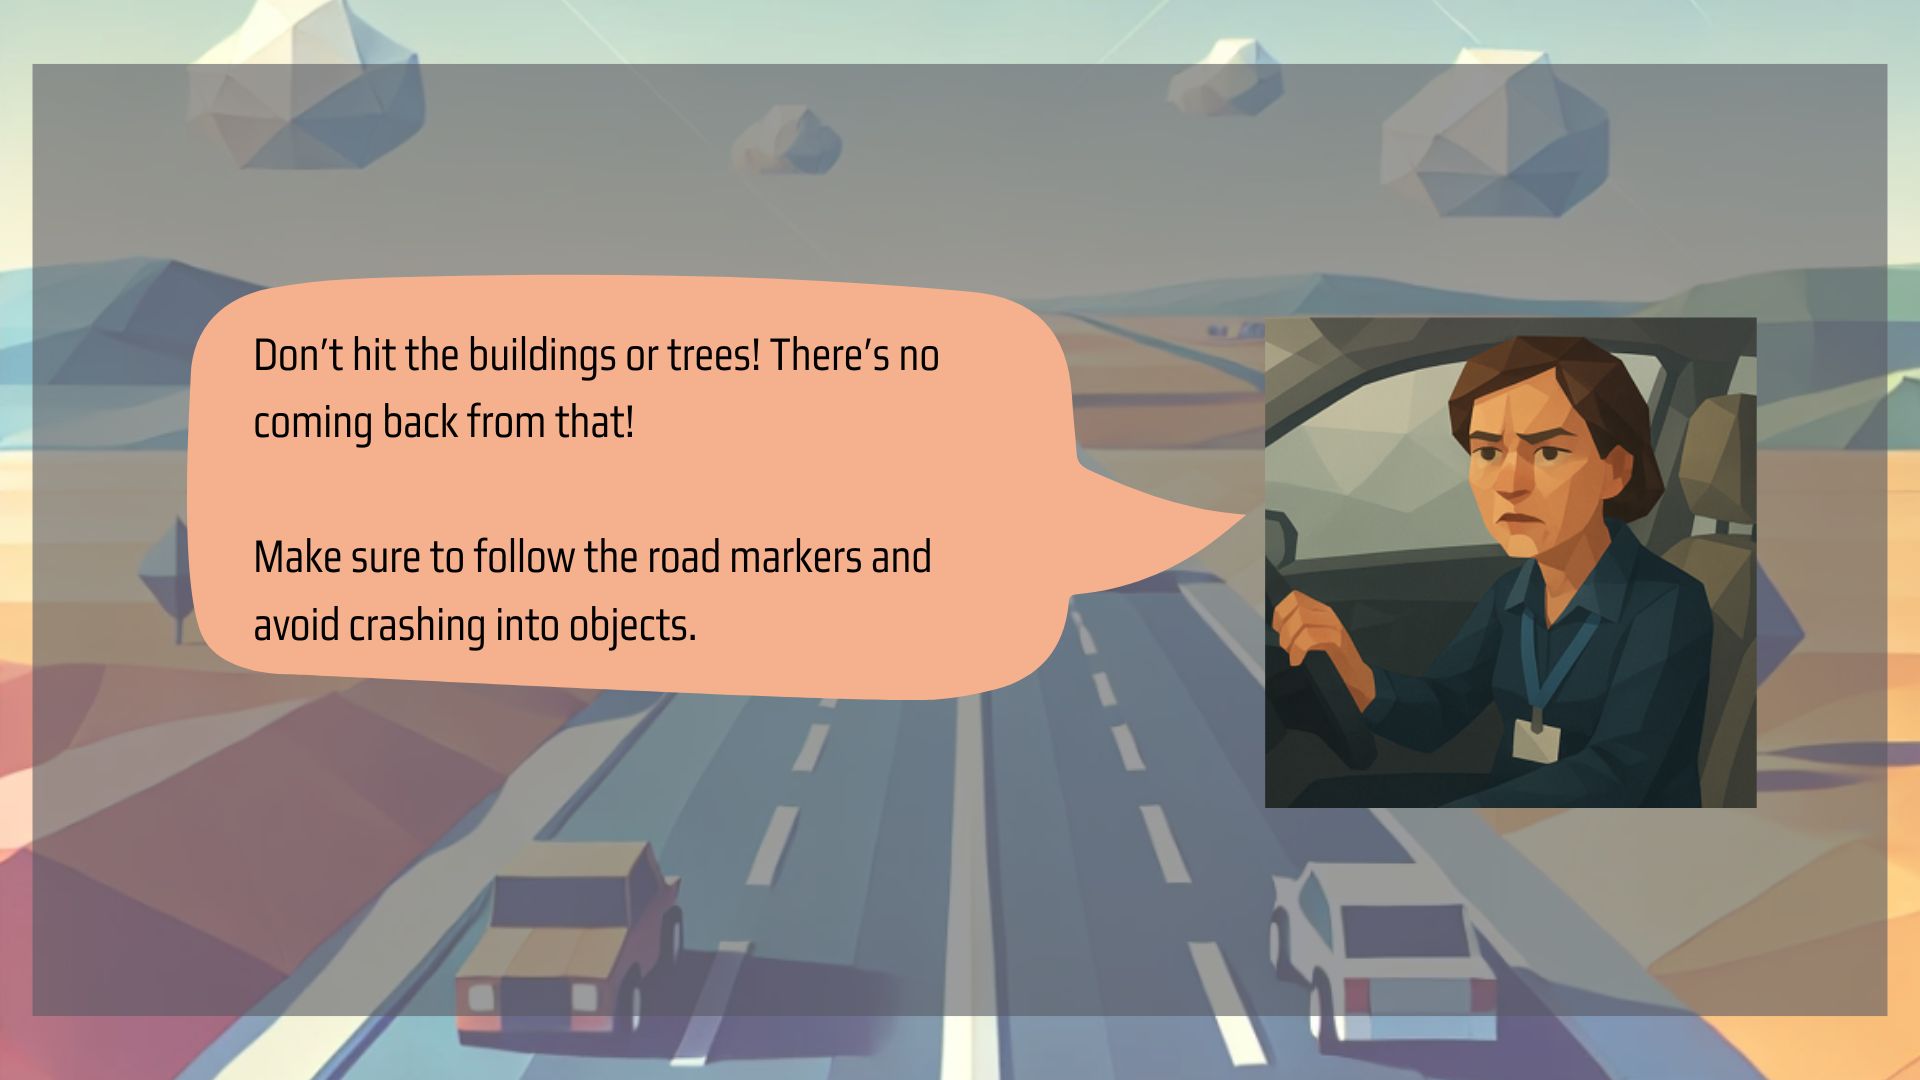 Don't hit the buildings or trees! There's no
coming back from that!
Make sure to follow the road markers and
avoid crashing into objects.